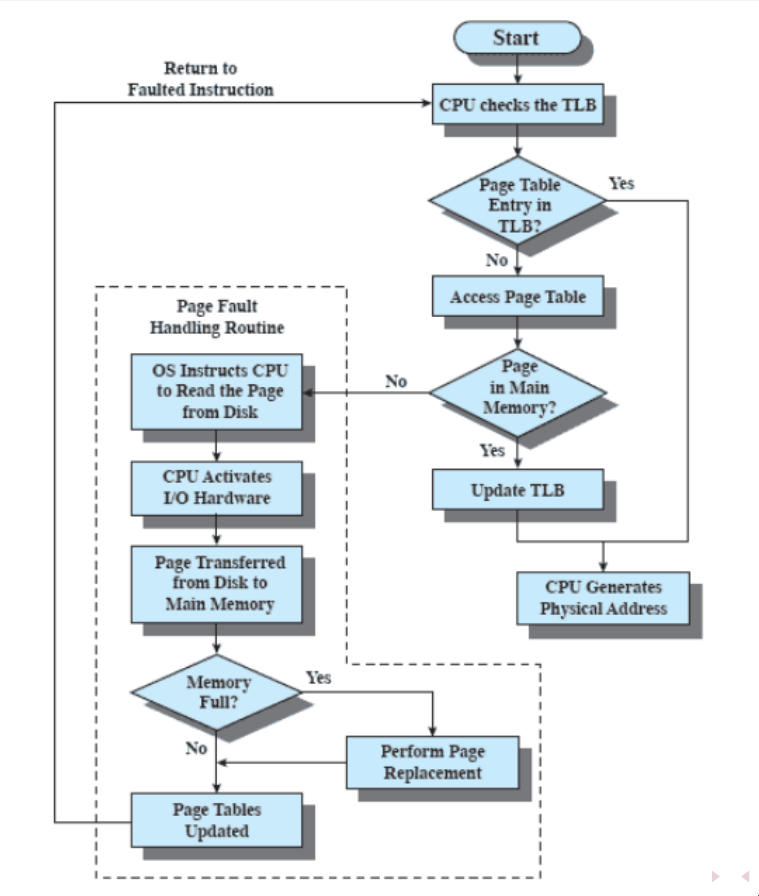 Start
Return to
Faulted Instruction
CPU checks the TLB
Page Table
Entry in
TLB?
Yes
No
Access Page Table
Page Fault
Handling Routine
OS Instructs CPU
to Read the Page
from Disk
No
Page
in Main
Memory?
Yes
CPU Activates
I/O Hardware
Update TLB
Page Transferred
from Disk to
Main Memory
CPU Generates
Physical Address
Memory
Full?
Yes
No
Perform Page
Replacement
Page Tables
Updated